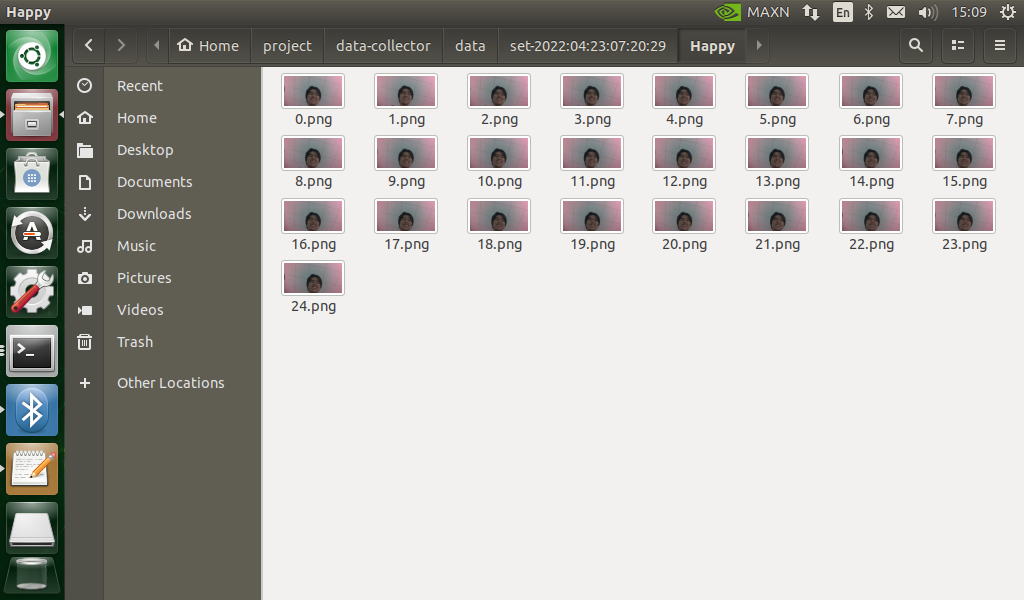 Happy MAXN En 15:09
Home project data-collector data set-2022:04:23:07:20:29 Happy
Recent
Home
Desktop
Documents
Downloads
Music
Pictures
Videos
Trash
Other Locations
0.png 1.png 2.png 3.png 4.png 5.png 6.png 7.png
8.png 9.png 10.png 11.png 12.png 13.png 14.png 15.png
16.png 17.png 18.png 19.png 20.png 21.png 22.png 23.png
24.png